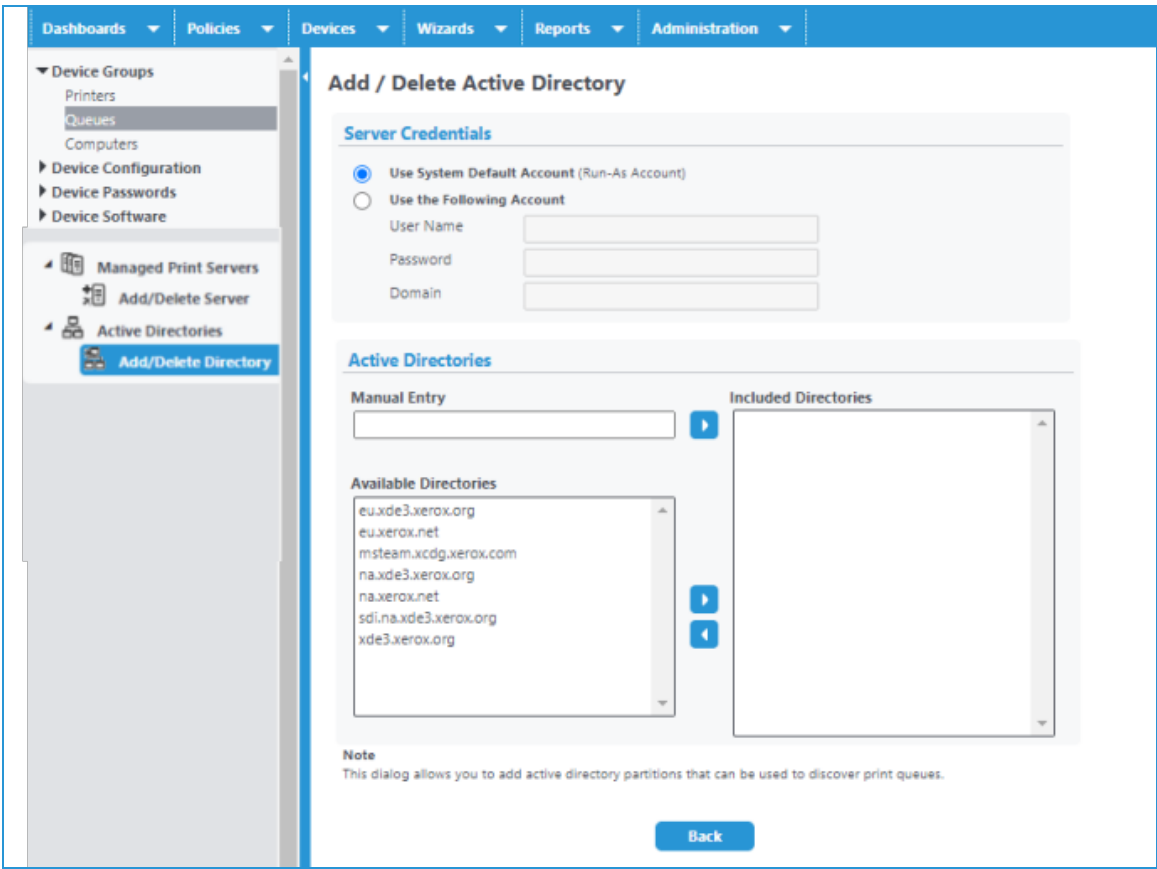 Dashboards Policies Devices Wizards Reports Administration
Device Groups
Printers
Queues
Computers
Device Configuration
Device Passwords
Device Software
Managed Print Servers
Add/Delete Server
Active Directories
Add/Delete Directory
Add / Delete Active Directory
Server Credentials
Use System Default Account (Run-As Account)
Use the Following Account
User Name
Password
Domain
Active Directories
Manual Entry
Included Directories
Available Directories
eu.xde3.xerox.org
eu.xerox.net
msteam.xcdg.xerox.com
na.xde3.xerox.org
na.xerox.net
sdi.na.xde3.xerox.org
xde3.xerox.org
Note
This dialog allows you to add active directory partitions that can be used to discover print queues.
Back